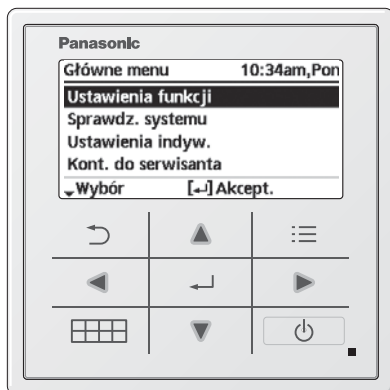 Panasonic
Główne menu 10:34am,Pon
Ustawienia funkcji
Sprawdz. systemu
Ustawienia indyw.
Kont. do serwisanta
Wybór [↵] Akcept.